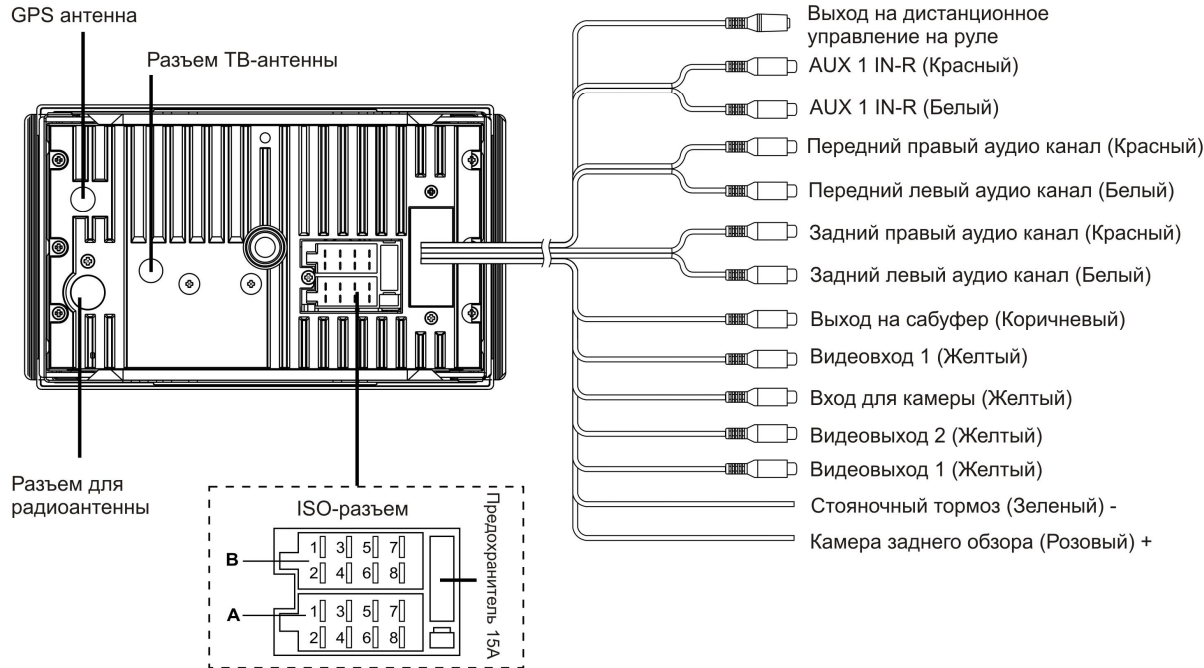 GPS антенна
Разъем ТВ-антенны
Выход на дистанционное
управление на руле
AUX 1 IN-R (Красный)
AUX 1 IN-R (Белый)
Передний правый аудио канал (Красный)
Передний левый аудио канал (Белый)
Задний правый аудио канал (Красный)
Задний левый аудио канал (Белый)
Выход на сабуфер (Коричневый)
Видеовход 1 (Желтый)
Вход для камеры (Желтый)
Видеовыход 2 (Желтый)
Видеовыход 1 (Желтый)
Стояночный тормоз (Зеленый) -
Камера заднего обзора (Розовый) +
Разъем для
радиоантенны
ISO-разъем
B
1 3 5 7
2 4 6 8
A
1 3 5 7
2 4 6 8
Предохранитель 15А